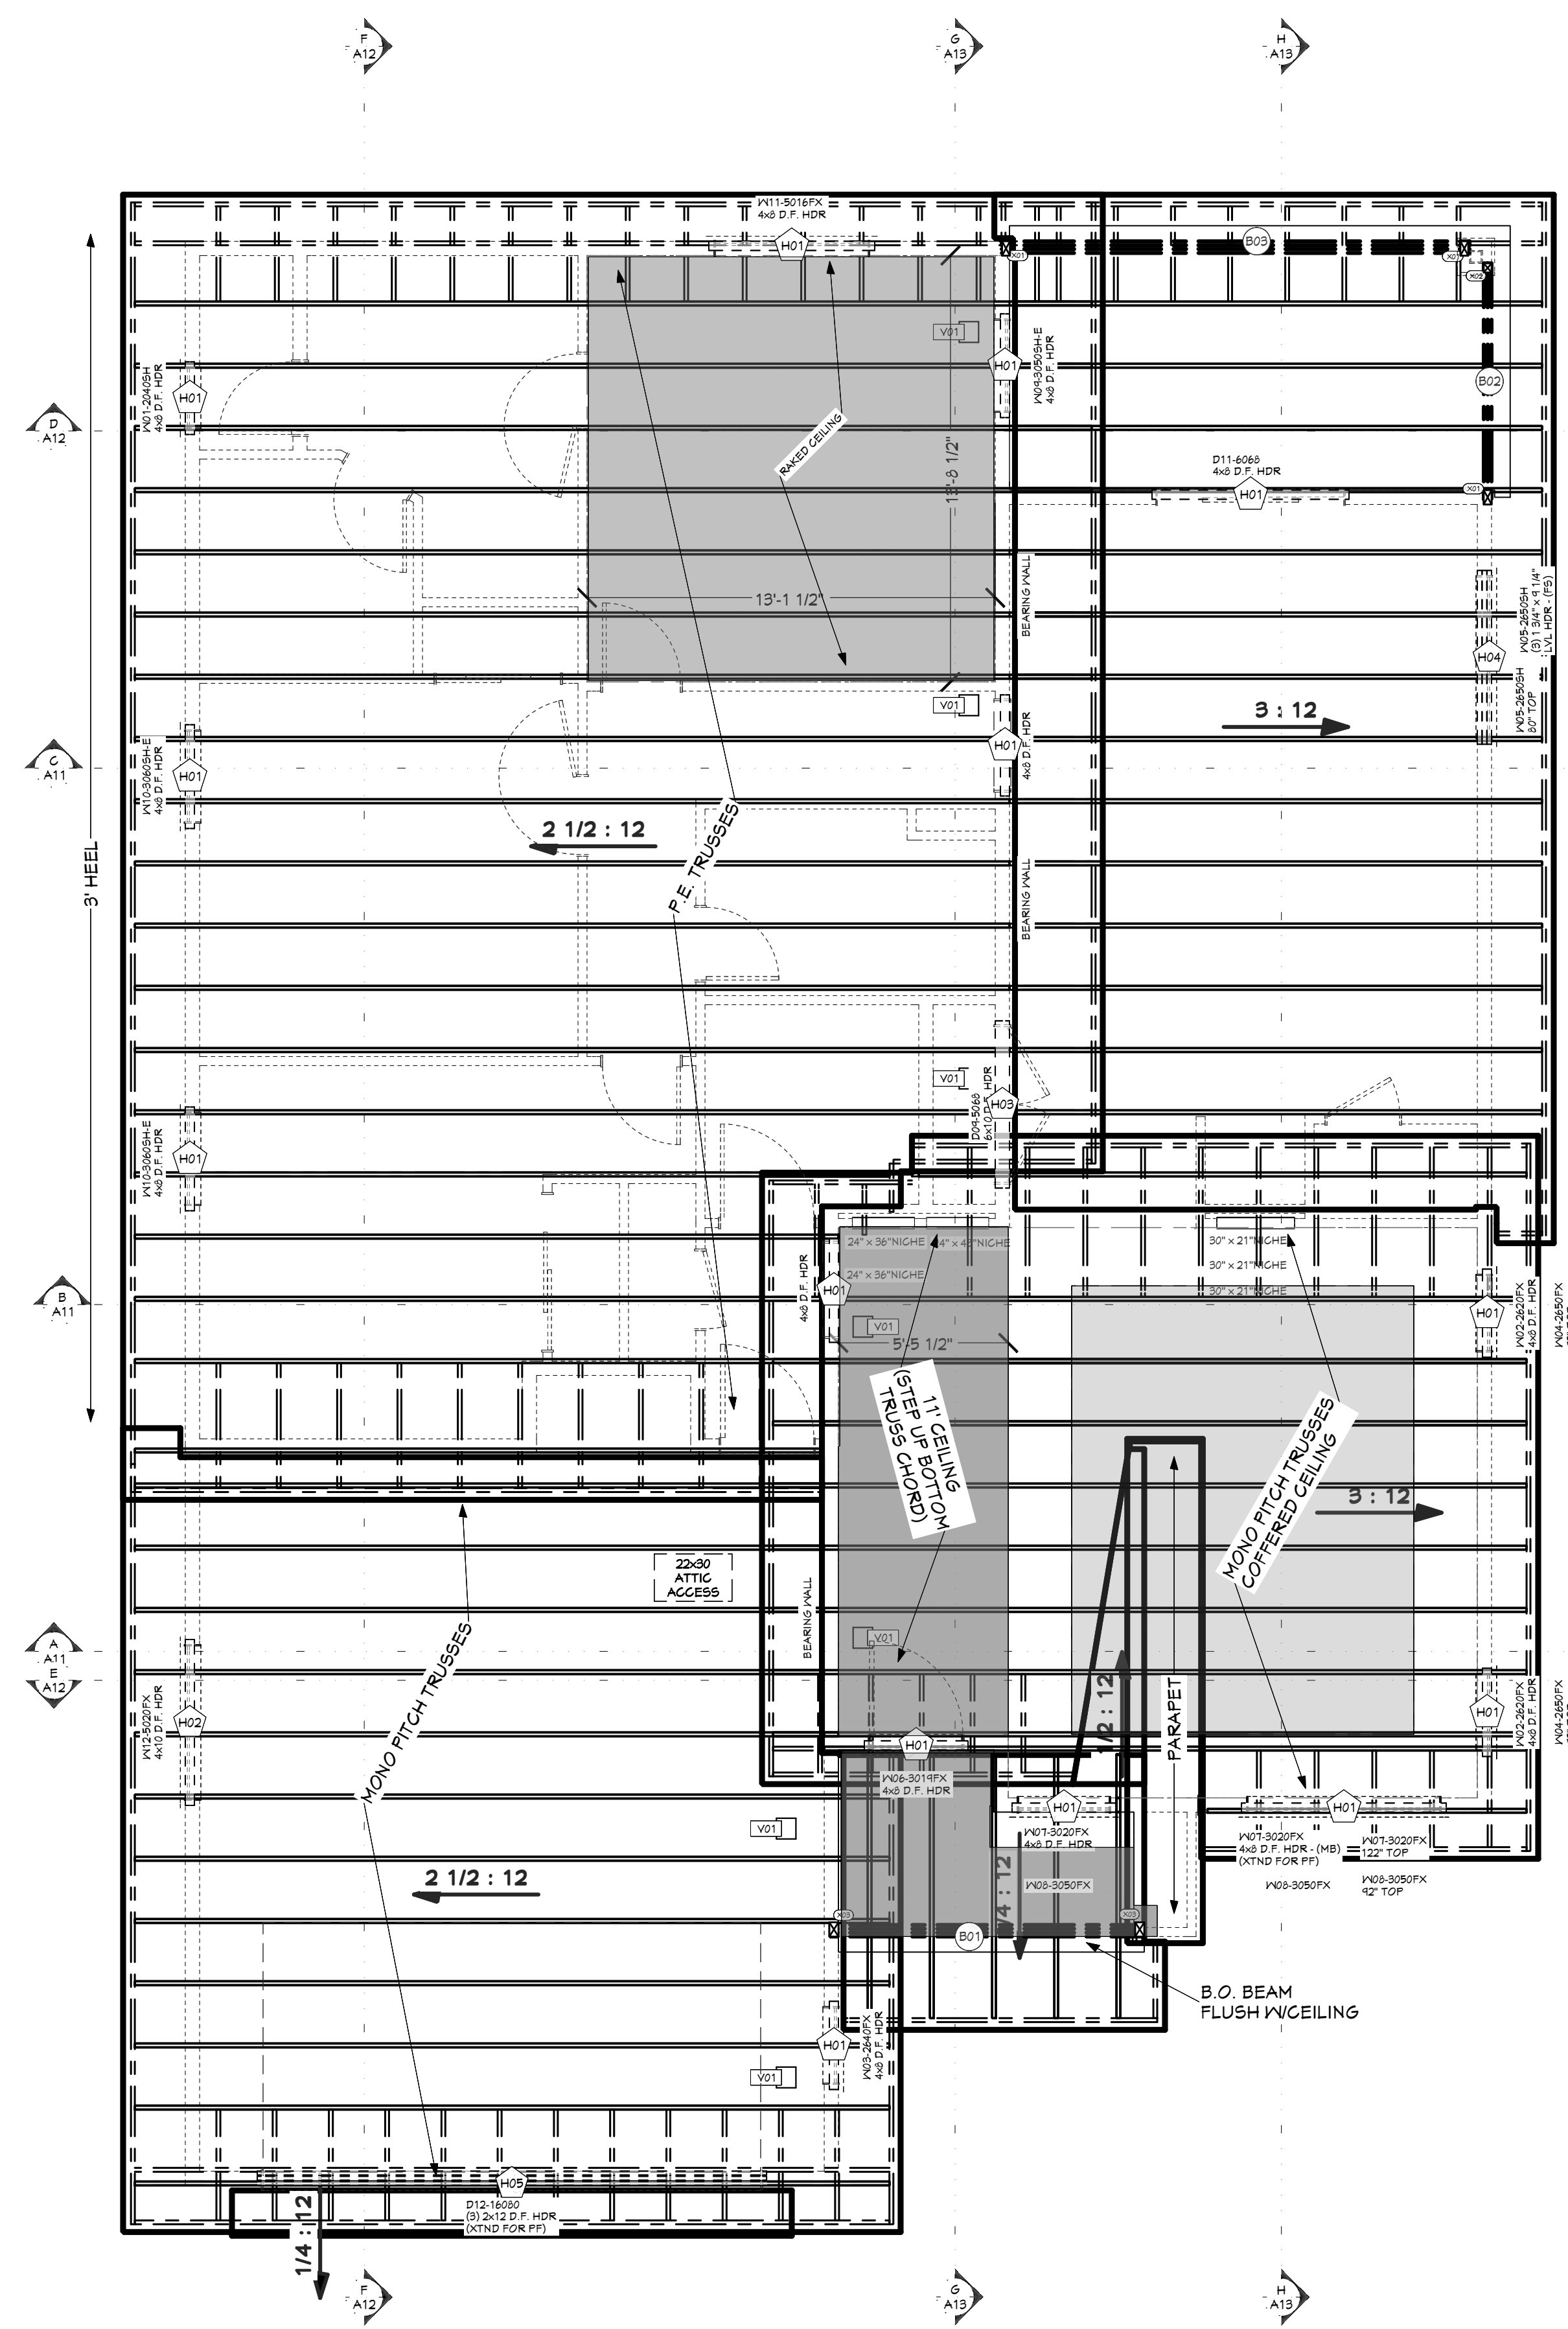 F
A12
G
A13
H
A13
W11-5016FX
4x8 D.F. HDR
H01
B03
X01
X01
X02
V01
W01-2040SH
4x8 D.F. HDR
H01
H01
W09-3050SH-E
4x8 D.F. HDR
B02
D
A12
RAKED CEILING
13'-8 1/2"
D11-6068
4x8 D.F. HDR
H01
X01
13'-1 1/2"
BEARING WALL
W05-2650SH
(3) 1 3/4" x 9 1/4"
LVL HDR - (FS)
H04
W05-2650SH
80" TOP
V01
3 : 12
C
A11
W10-3060SH-E
4x8 D.F. HDR
H01
H01
4x8 D.F. HDR
2 1/2 : 12
P.E. TRUSSES
3' HEEL
BEARING WALL
V01
D09-5068
6x10 D.F. HDR
H03
W10-3060SH-E
4x8 D.F. HDR
H01
24" x 36"NICHE
24" x 36"NICHE
30" x 21"NICHE
30" x 21"NICHE
30" x 21"NICHE
B
A11
4x8 D.F. HDR
H01
V01
5'-5 1/2"
H01
W02-2620FX
4x8 D.F. HDR
W04-2650FX
11' CEILING
(STEP UP BOTTOM
TRUSS CHORD)
MONO PITCH TRUSSES
COFFERED CEILING
3 : 12
22x30
ATTIC
ACCESS
BEARING WALL
A
A11
E
A12
V01
MONO PITCH TRUSSES
W12-5020FX
4x10 D.F. HDR
H02
1/2 : 12
PARAPET
H01
W02-2620FX
4x8 D.F. HDR
W04-2650FX
H01
W06-3019FX
4x8 D.F. HDR
H01
W07-3020FX
4x8 D.F. HDR
H01
W07-3020FX
4x8 D.F. HDR - (MB)
(XTND FOR PF)
W07-3020FX
122" TOP
V01
2 1/2 : 12
1/4 : 12
W08-3050FX
W08-3050FX
W08-3050FX
92" TOP
X03
X03
B01
B.O. BEAM
FLUSH W/CEILING
H01
W03-2640FX
4x8 D.F. HDR
V01
H05
D12-16080
(3) 2x12 D.F. HDR
(XTND FOR PF)
1/4 : 12
F
A12
G
A13
H
A13